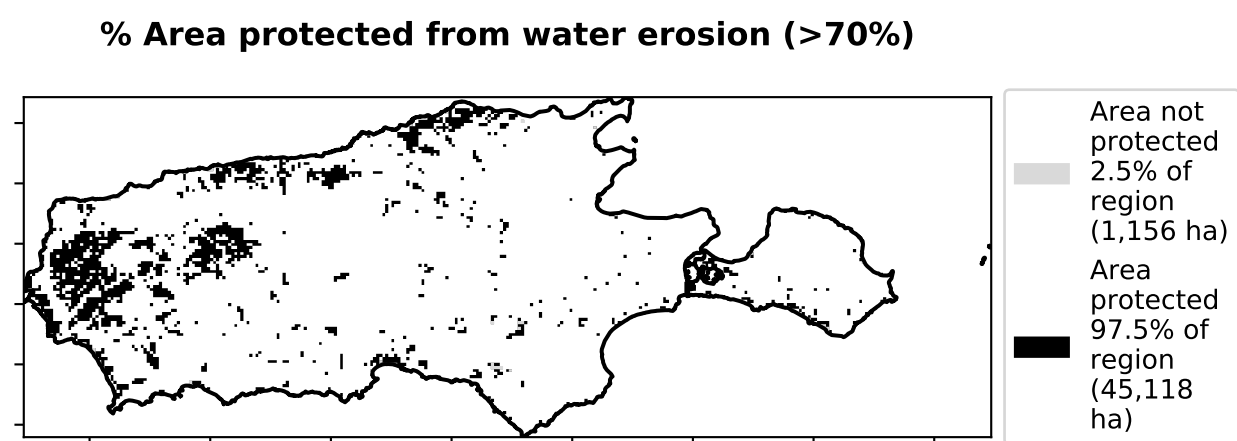 % Area protected from water erosion (>70%)
Area not
protected
2.5% of
region
(1,156 ha)
Area
protected
97.5% of
region
(45,118
ha)